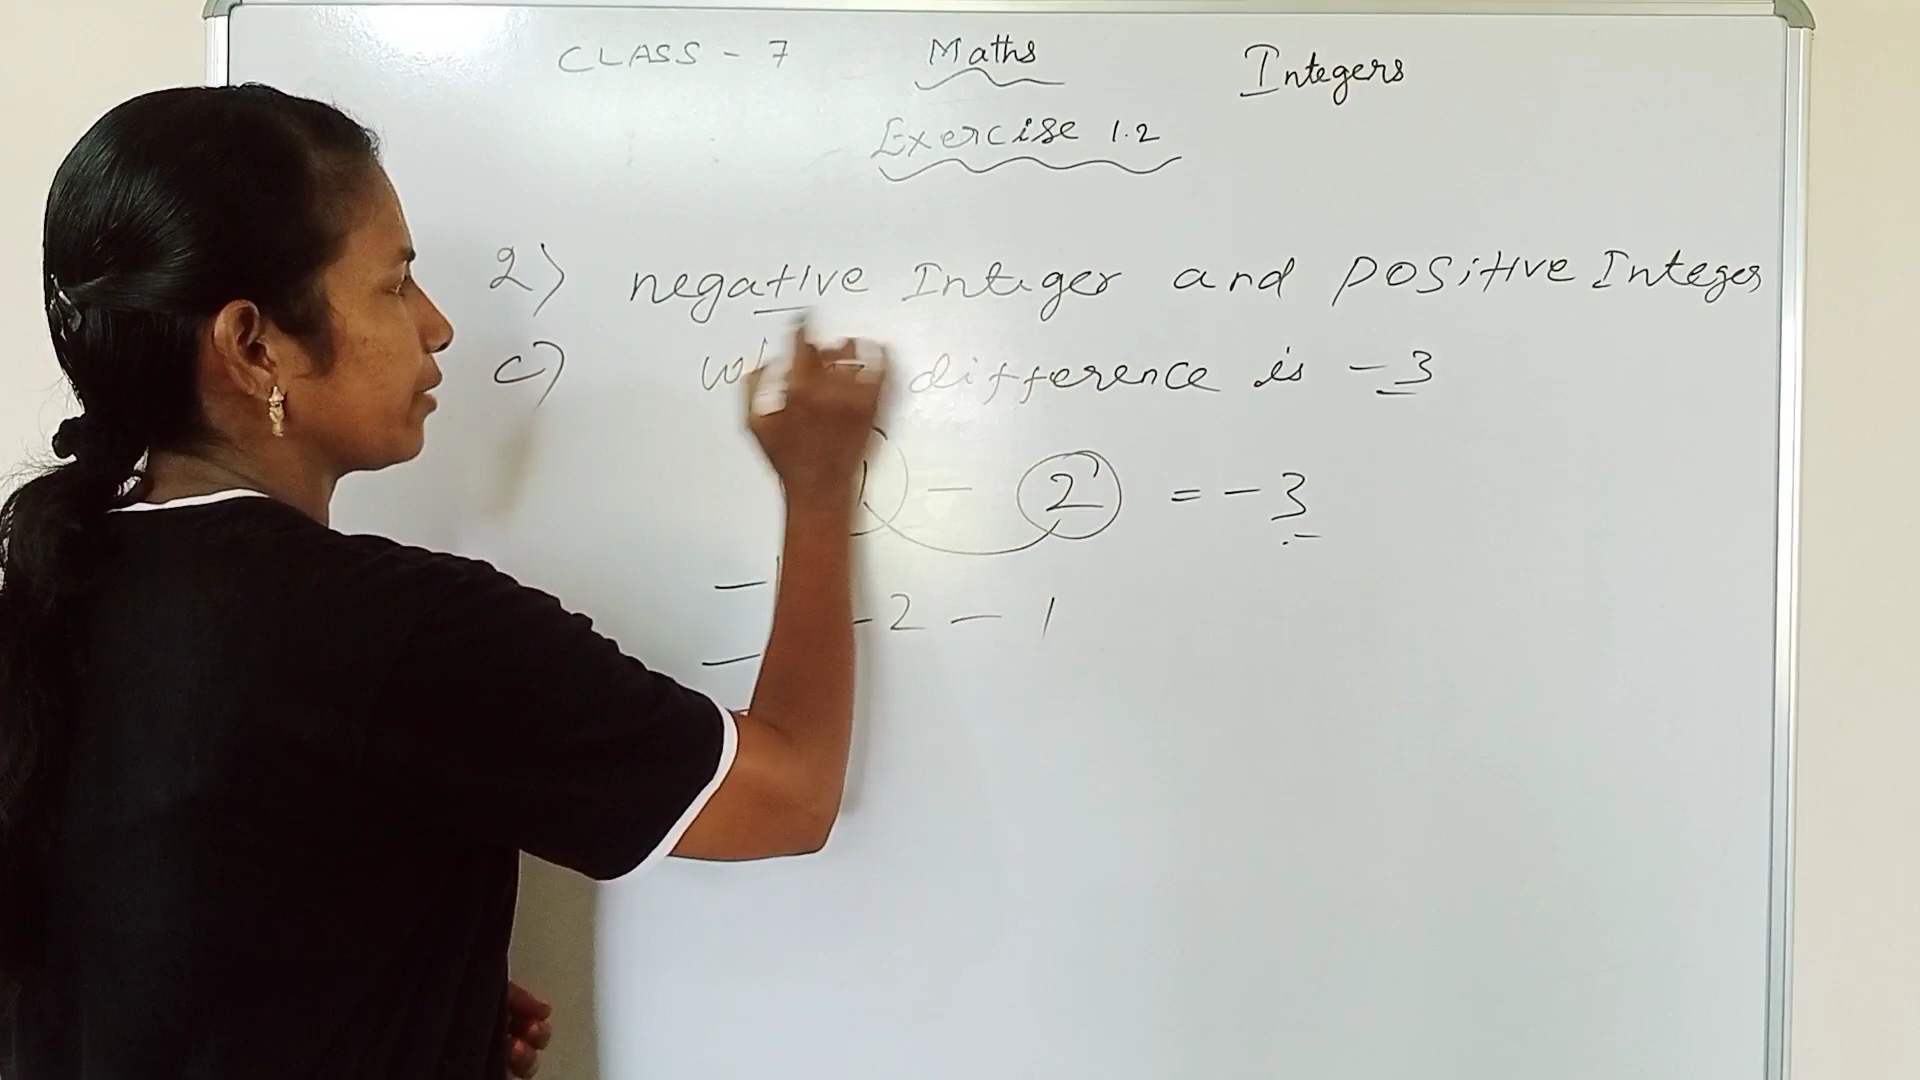 CLASS - 7 Maths Integers
Exercise 1.2
2) negative Integer and positive Integer
c) difference is -3
- 2 = -3
-2 - 1